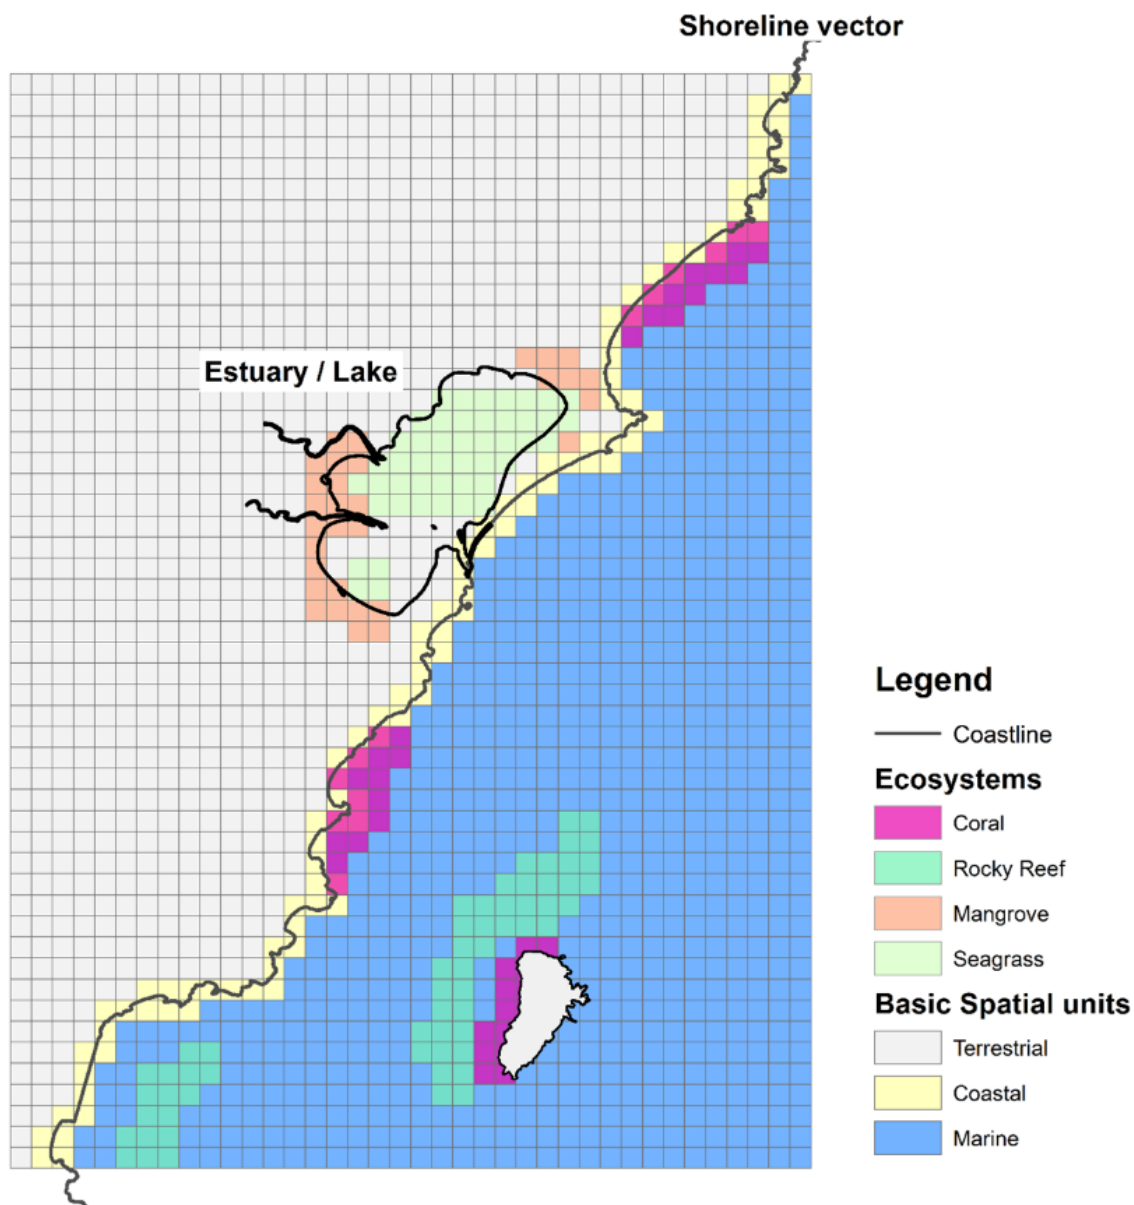 Shoreline vector
Estuary / Lake
Legend
Coastline
Ecosystems
Coral
Rocky Reef
Mangrove
Seagrass
Basic Spatial units
Terrestrial
Coastal
Marine